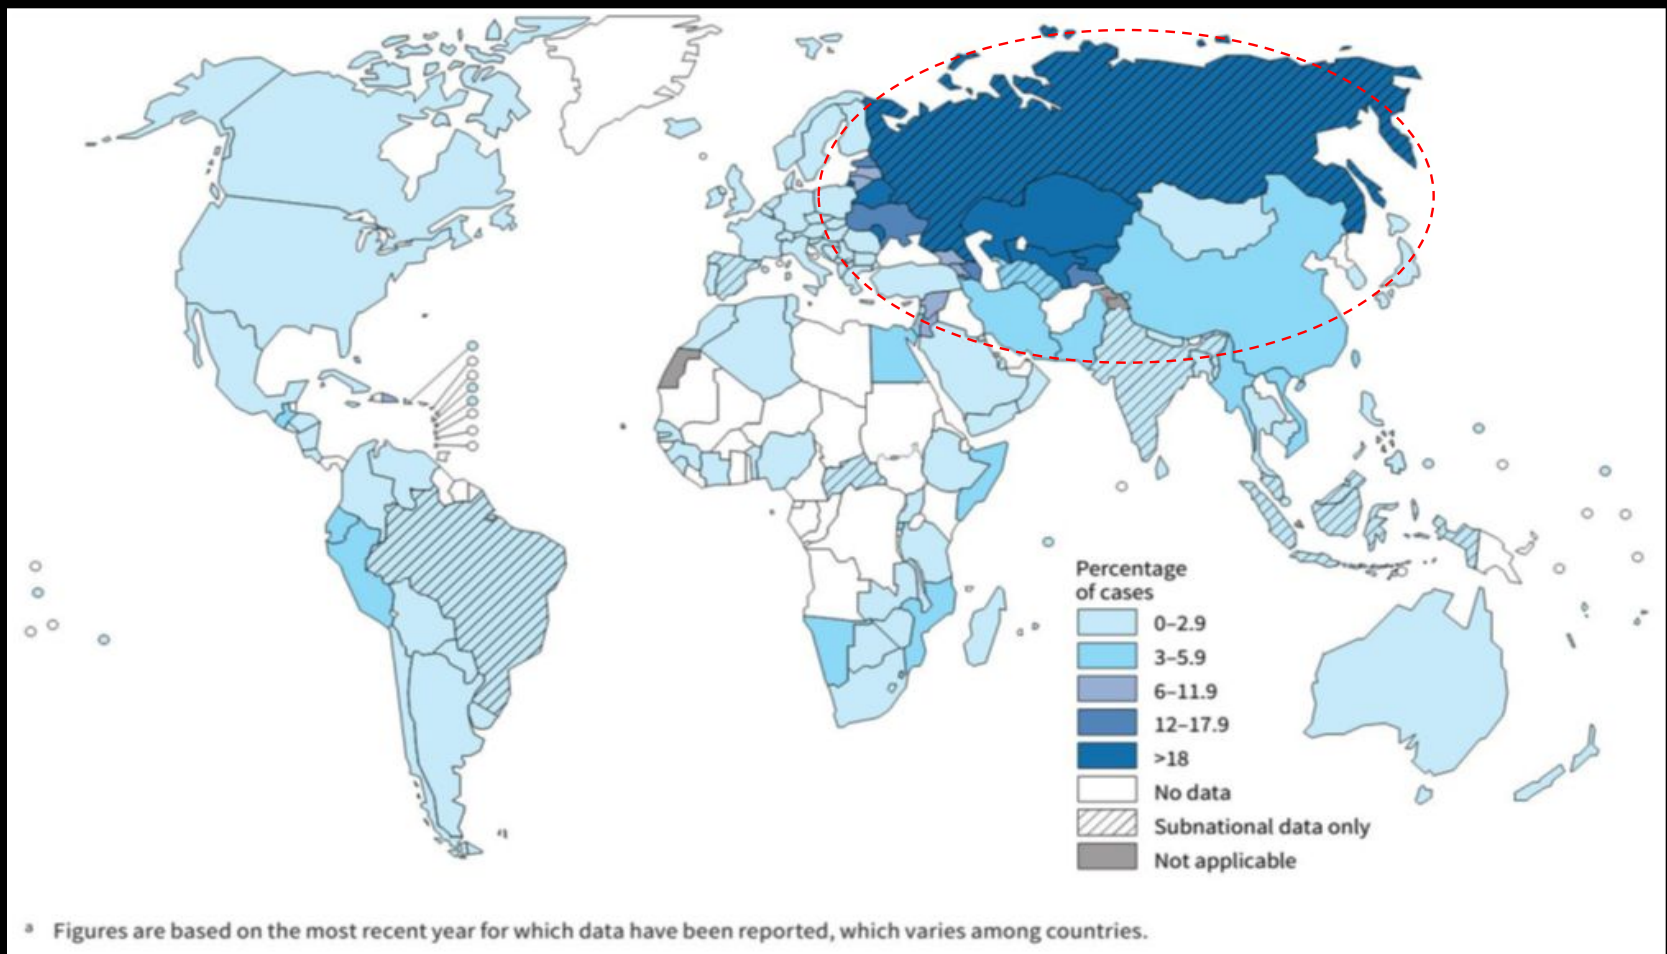 Percentage
of cases
0–2.9
3–5.9
6–11.9
12–17.9
>18
No data
Subnational data only
Not applicable
a Figures are based on the most recent year for which data have been reported, which varies among countries.